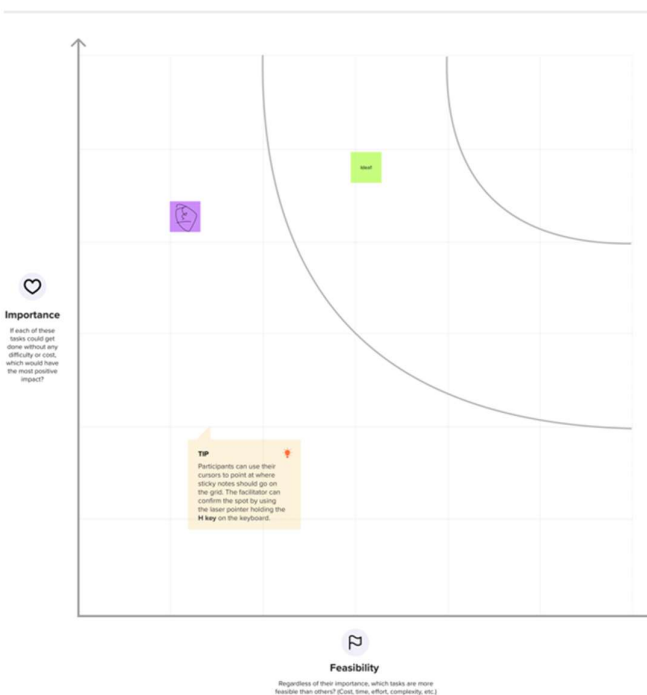 Importance
If each of these
tasks could get
done without any
difficulty or cost,
which would have
the most positive
impact?
TIP
Participants can use their
cursors to point at where
sticky notes should go on
the grid. The facilitator can
confirm the spot by using
the laser pointer holding the
H key on the keyboard.
Feasibility
Regardless of their importance, which tasks are more
feasible than others? (Cost, time, effort, complexity, etc.)